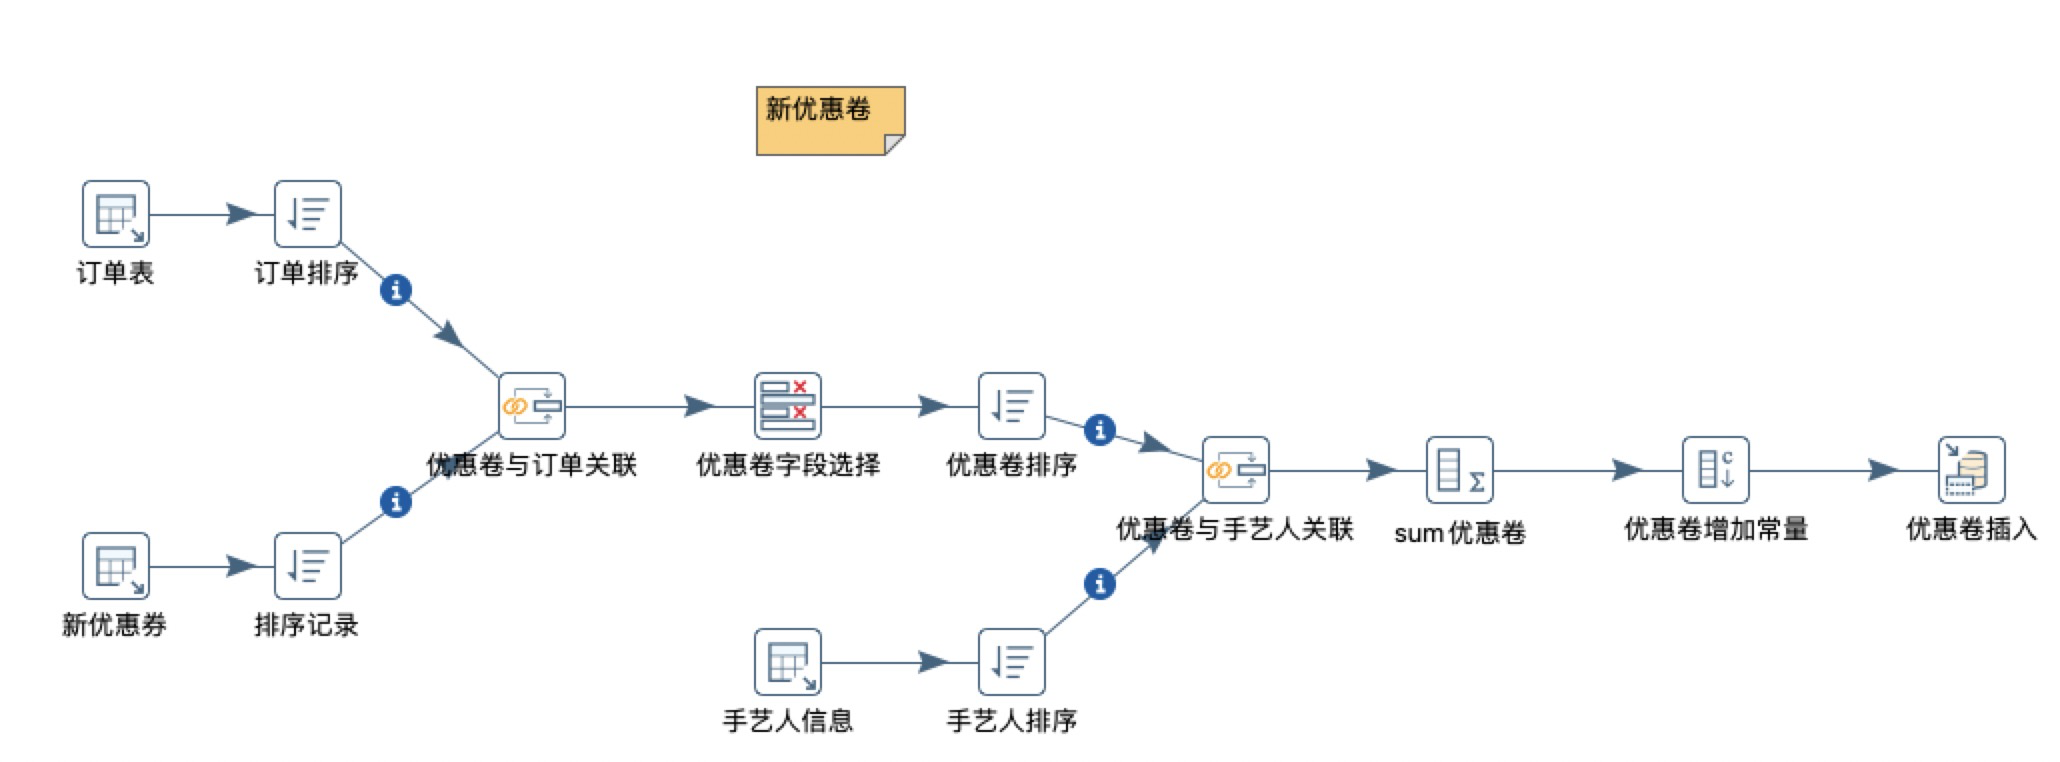 新优惠卷
订单表
订单排序
优惠卷与订单关联
优惠卷字段选择
优惠卷排序
优惠卷与手艺人关联
sum优惠卷
优惠卷增加常量
优惠卷插入
新优惠券
排序记录
手艺人信息
手艺人排序